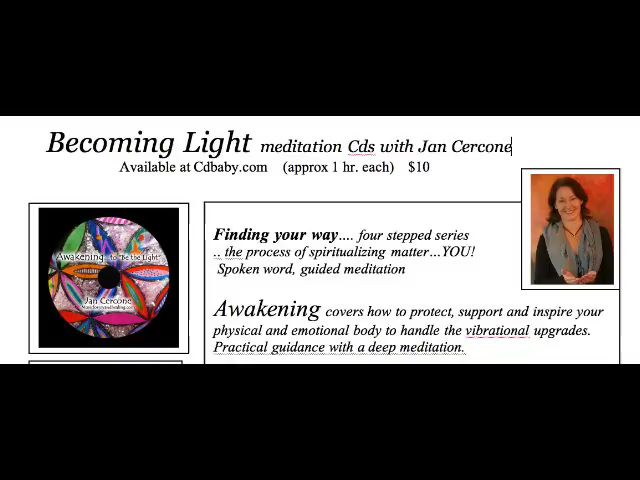 Becoming Light meditation Cds with Jan Cercone
Available at Cdbaby.com (approx 1 hr. each) $10
Finding your way.... four stepped series
.. the process of spiritualizing matter...YOU!
Spoken word, guided meditation
Awakening covers how to protect, support and inspire your
physical and emotional body to handle the vibrational upgrades.
Practical guidance with a deep meditation.
Awakening to "Be the Light"
Jan Cercone